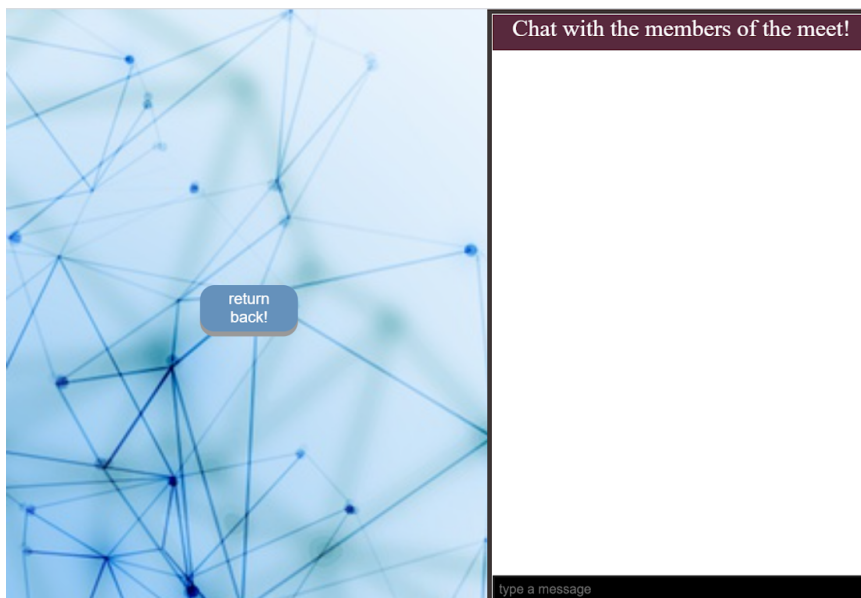 Chat with the members of the meet!
return
back!
type a message